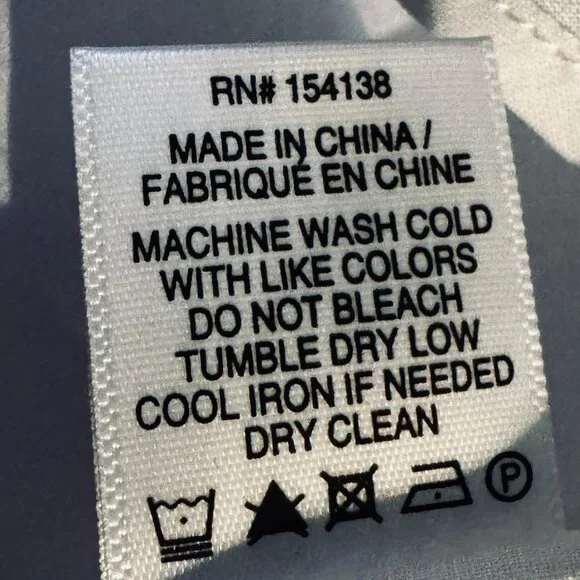 RN# 154138
MADE IN CHINA /
FABRIQUÉ EN CHINE
MACHINE WASH COLD
WITH LIKE COLORS
DO NOT BLEACH
TUMBLE DRY LOW
COOL IRON IF NEEDED
DRY CLEAN
P